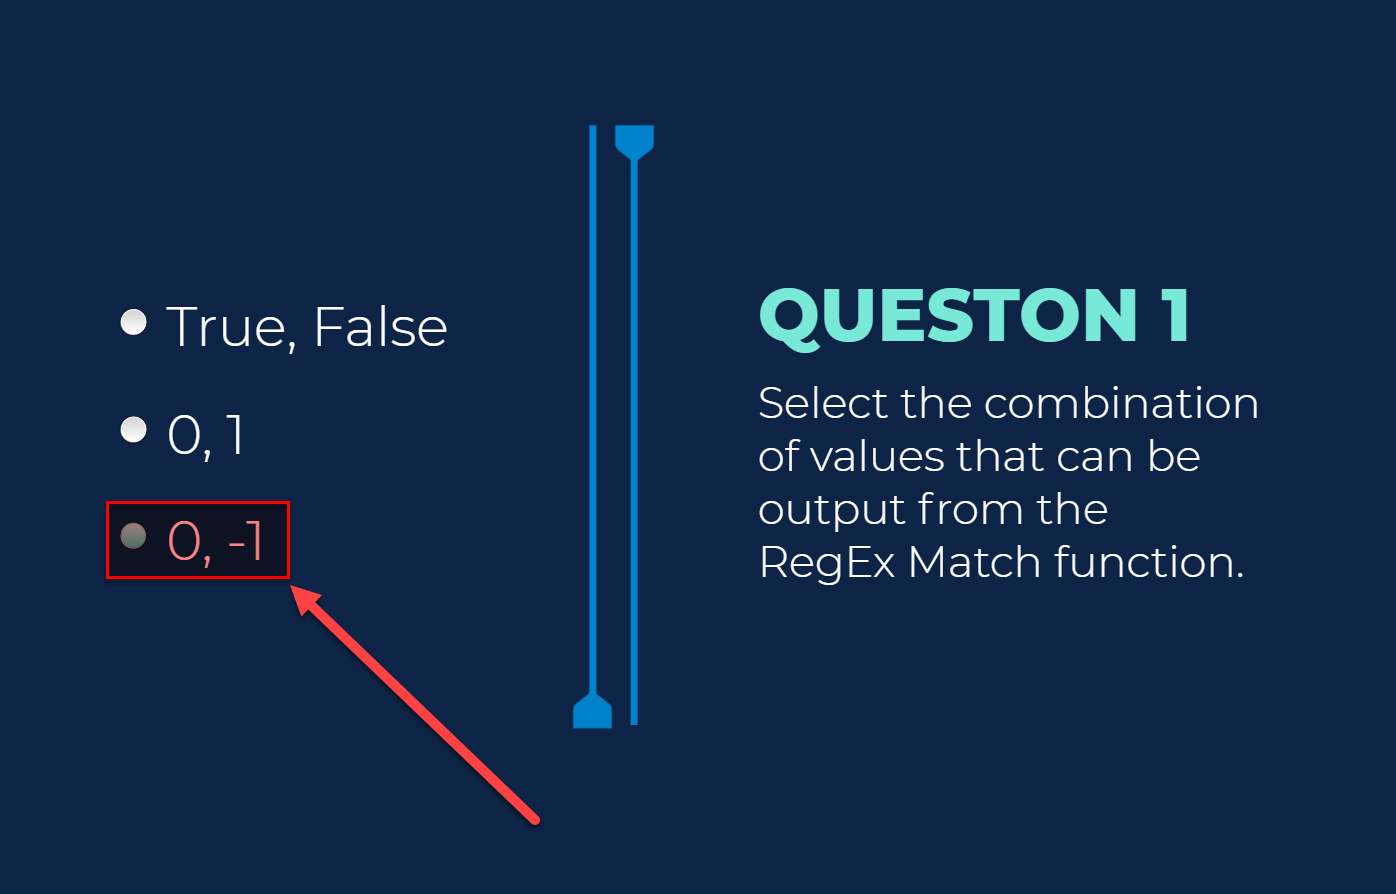 True, False
0, 1
0, -1
QUESTON 1
Select the combination
of values that can be
output from the
RegEx Match function.